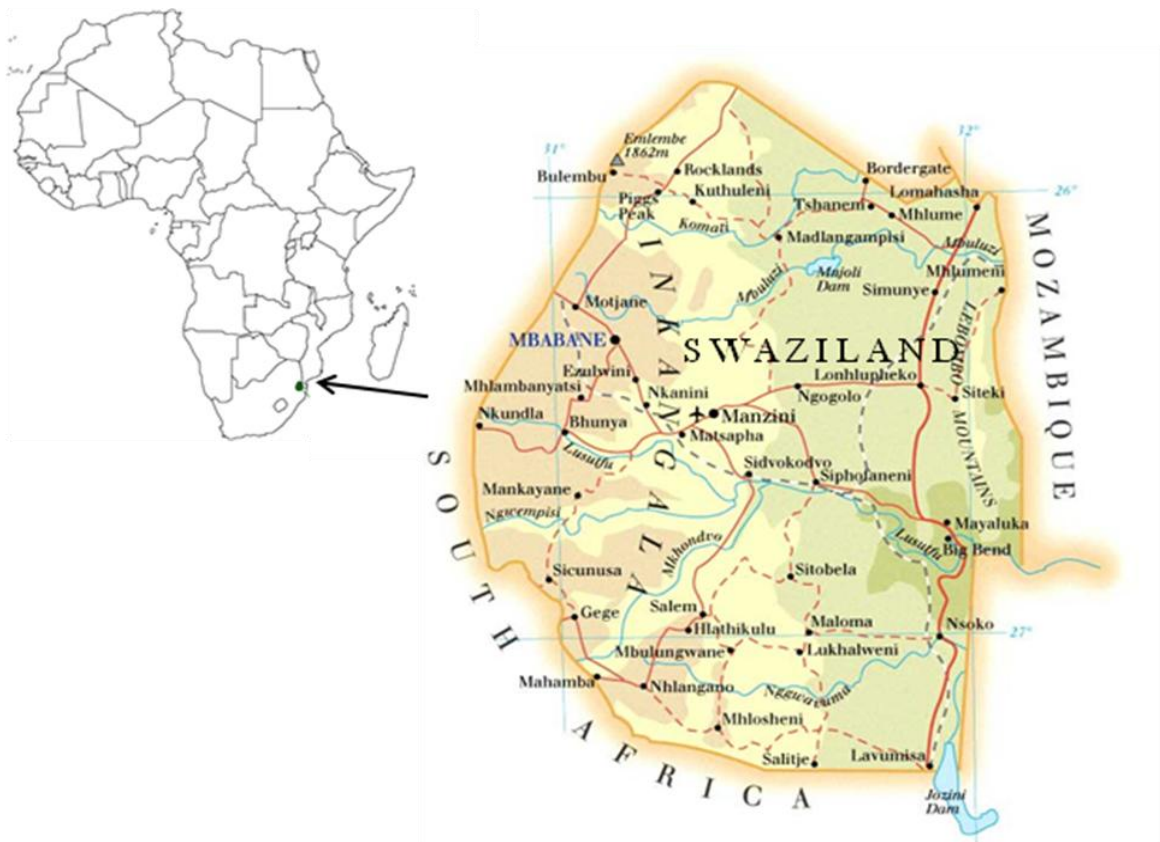 Emlembe
1862m
31°
32°
26°
Bulembu
Rocklands
Piggs
Peak
Kuthuleni
Komati
Bordergate
Lomahasha
Tshanem
Mhlume
Madlangampisi
Mbuluzi
Mnjoli
Dam
Mbuluzi
Mhlumeni
Simunye
Motjane
MBABANE
SWAZILAND
INKANGALA
LEBOMBO MOUNTAINS
MOZAMBIQUE
Ezulwini
Mhlambanyatsi
Nkanini
Lonhlupheko
Ngogolo
Siteki
Nkundla
Bhunya
Manzini
Matsapha
Lusutfu
Sidvokodvo
Siphofaneni
Mankayane
Ngwempisi
Mayaluka
Lusutfu
Big Bend
Mkhondvo
Sicunusa
Sitobela
Gege
Salem
Hlathikulu
Maloma
Nsoko
27°
Mbulungwane
Lukhalweni
Mahamba
Nhlangano
Nggwavuma
Mhlosheni
Salitje
Lavumisa
Jozini
Dam
SOUTH AFRICA